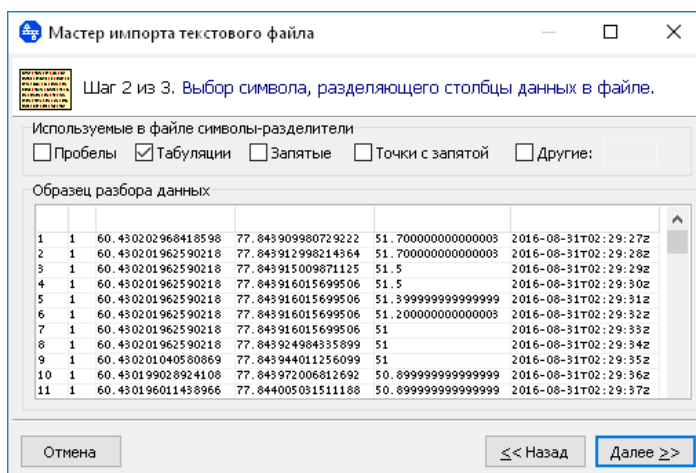 Мастер импорта текстового файла
Шаг 2 из 3. Выбор символа, разделяющего столбцы данных в файле.
Используемые в файле символы-разделители
Пробелы Табуляции Запятые Точки с запятой Другие:
Образец разбора данных
1 1 60.430202968418598 77.843909980729222 51.700000000000003 2016-08-31T02:29:27Z
2 1 60.430201962590218 77.843912998214364 51.700000000000003 2016-08-31T02:29:28Z
3 1 60.430201962590218 77.843915009871125 51.5 2016-08-31T02:29:29Z
4 1 60.430201962590218 77.843916015699506 51.5 2016-08-31T02:29:30Z
5 1 60.430201962590218 77.843916015699506 51.399999999999999 2016-08-31T02:29:31Z
6 1 60.430201962590218 77.843916015699506 51.200000000000003 2016-08-31T02:29:32Z
7 1 60.430201962590218 77.843916015699506 51 2016-08-31T02:29:33Z
8 1 60.430201962590218 77.843924984335899 51 2016-08-31T02:29:34Z
9 1 60.430201040580869 77.843944011256099 51 2016-08-31T02:29:35Z
10 1 60.430199028924108 77.843972006812692 50.899999999999999 2016-08-31T02:29:36Z
11 1 60.430196011438966 77.844005031511188 50.899999999999999 2016-08-31T02:29:37Z
Отмена << Назад Далее >>